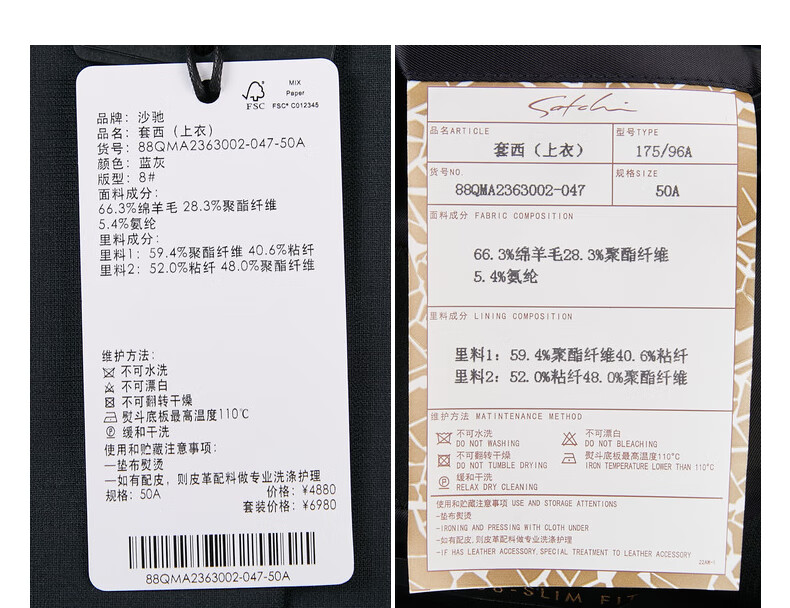 FSC
MIX
Paper
FSC® C012345
品牌：沙驰
品名：套西（上衣）
货号：88QMA2363002-047-50A
颜色：蓝灰
版型：8#
面料成分：
66.3%绵羊毛 28.3%聚酯纤维
5.4%氨纶
里料成分：
里料1：59.4%聚酯纤维 40.6%粘纤
里料2：52.0%粘纤 48.0%聚酯纤维
维护方法：
不可水洗
不可漂白
不可翻转干燥
熨斗底板最高温度110℃
缓和干洗
使用和贮藏注意事项：
—垫布熨烫
—如有配皮，则皮革配料做专业洗涤护理
规格：50A
价格：¥4880
套装价格：¥6980
88QMA2363002-047-50A
Satchi
品名ARTICLE
套西（上衣）
型号TYPE
175/96A
货号NO.
88QMA2363002-047
规格SIZE
50A
面料成分 FABRIC COMPOSITION
66.3%绵羊毛28.3%聚酯纤维
5.4%氨纶
里料成分 LINING COMPOSITION
里料1：59.4%聚酯纤维40.6%粘纤
里料2：52.0%粘纤48.0%聚酯纤维
维护方法 MATINTENANCE METHOD
不可水洗
DO NOT WASHING
不可漂白
DO NOT BLEACHING
不可翻转干燥
DO NOT TUMBLE DRYING
熨斗底板最高温度110℃
IRON TEMPERATURE LOWER THAN 110℃
缓和干洗
RELAX DRY CLEANING
使用和贮藏注意事项 USE AND STORAGE ATTENTIONS
-垫布熨烫
-IRONING AND PRESSING WITH CLOTH UNDER
-如有配皮,则皮革配料做专业洗涤护理
-IF HAS LEATHER ACCESSORY,SPECIAL TREATMENT TO LEATHER ACCESSORY
22AW-1
SLIM FIT